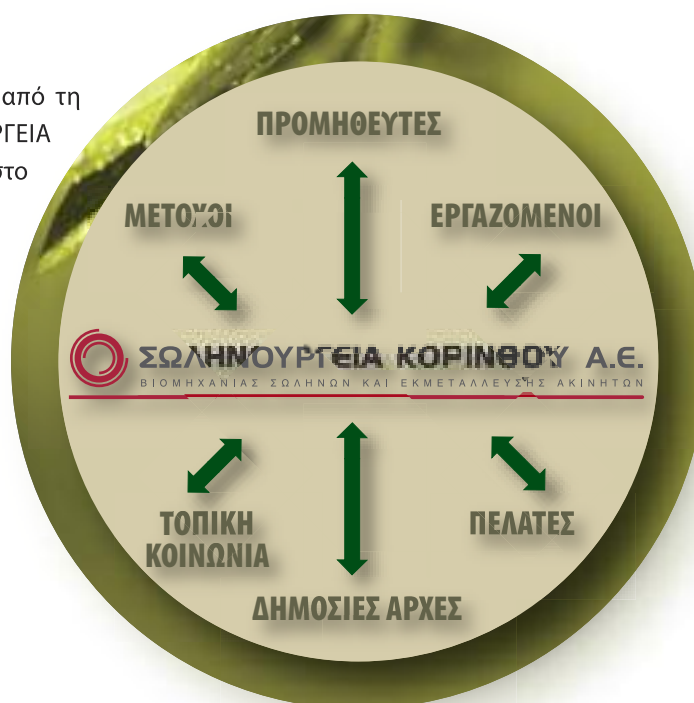 από τη
ΡΓΕΙΑ
στο
ΠΡΟΜΗΘΕΥΤΕΣ
ΜΕΤΟΧΟΙ
ΕΡΓΑΖΟΜΕΝΟΙ
ΣΩΛΗΝΟΥΡΓΕΙΑ ΚΟΡΙΝΘΟΥ Α.Ε.
ΒΙΟΜΗΧΑΝΙΑΣ ΣΩΛΗΝΩΝ ΚΑΙ ΕΚΜΕΤΑΛΛΕΥΣΗΣ ΑΚΙΝΗΤΩΝ
ΤΟΠΙΚΗ
ΚΟΙΝΩΝΙΑ
ΠΕΛΑΤΕΣ
ΔΗΜΟΣΙΕΣ ΑΡΧΕΣ